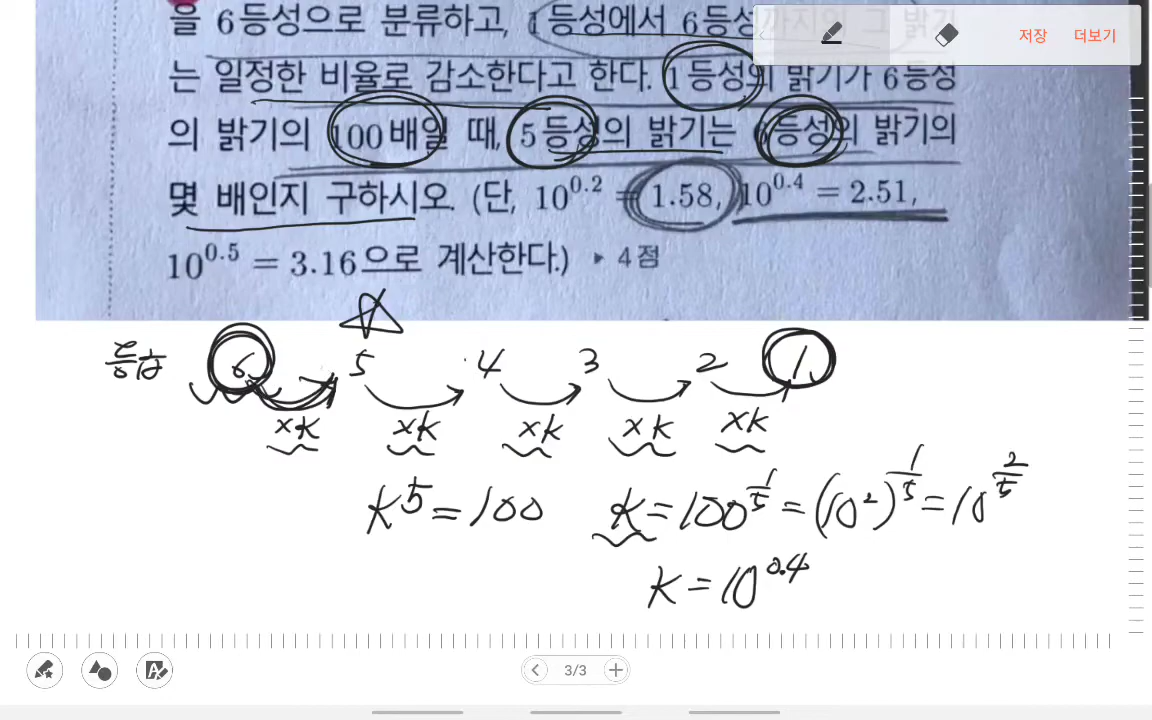 을 6등성으로 분류하고, 1등성에서 6등성까지의 그 밝기
저장 더보기
는 일정한 비율로 감소한다고 한다. 1등성의 밝기가 6등성
의 밝기의 100배일 때, 5등성의 밝기는 6등성의 밝기의
몇 배인지 구하시오. (단, 10^0.2 = 1.58, 10^0.4 = 2.51,
10^0.5 = 3.16으로 계산한다.) ▸ 4점
등급 6 5 4 3 2 1
×k ×k ×k ×k ×k
k^5 = 100 k = 100^(1/5) = (10^2)^(1/5) = 10^(2/5)
k = 10^0.4
3/3